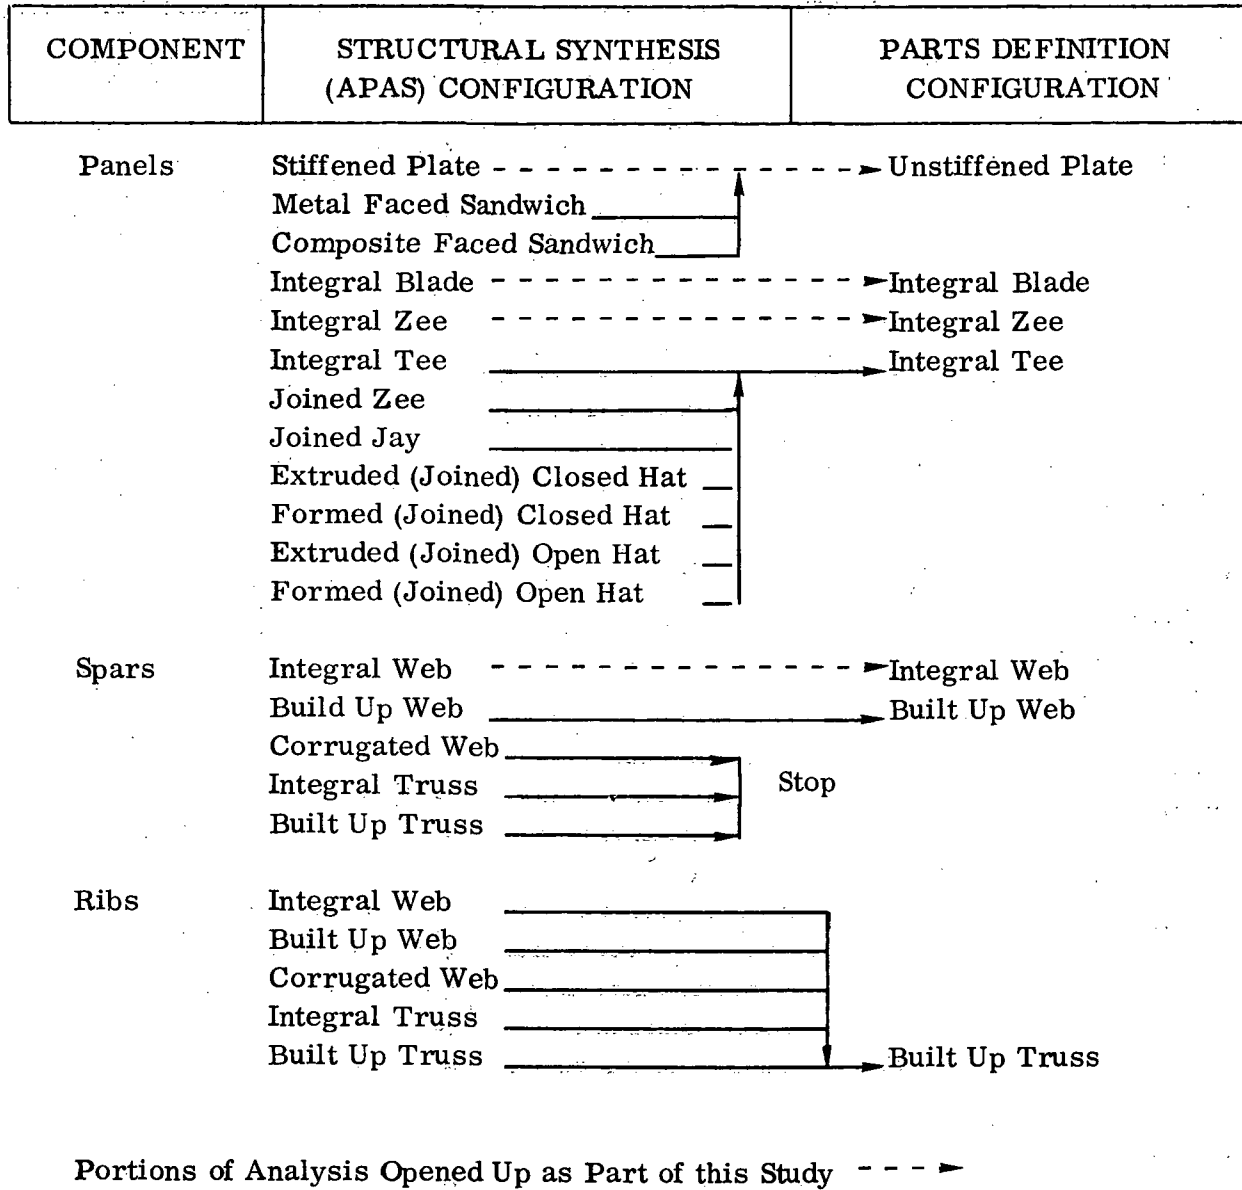 COMPONENT STRUCTURAL SYNTHESIS (APAS) CONFIGURATION PARTS DEFINITION CONFIGURATION
Panels Stiffened Plate Unstiffened Plate
Metal Faced Sandwich
Composite Faced Sandwich
Integral Blade Integral Blade
Integral Zee Integral Zee
Integral Tee Integral Tee
Joined Zee
Joined Jay
Extruded (Joined) Closed Hat
Formed (Joined) Closed Hat
Extruded (Joined) Open Hat
Formed (Joined) Open Hat
Spars Integral Web Integral Web
Build Up Web Built Up Web
Corrugated Web
Integral Truss Stop
Built Up Truss
Ribs Integral Web
Built Up Web
Corrugated Web
Integral Truss
Built Up Truss Built Up Truss
Portions of Analysis Opened Up as Part of this Study